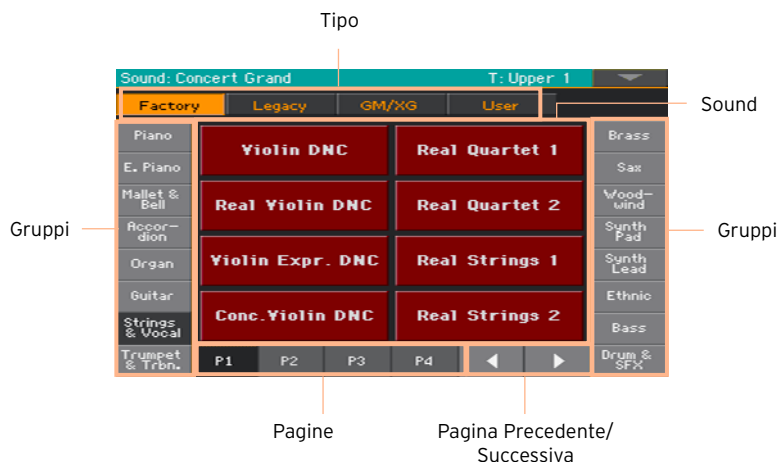 Tipo
Sound: Concert Grand T: Upper 1
Factory Legacy GM/XG User
Sound
Piano
E. Piano
Mallet &
Bell
Accor-
dion
Organ
Guitar
Strings
& Vocal
Trumpet
& Trbn.
Gruppi
Violin DNC Real Quartet 1
Real Violin DNC Real Quartet 2
Violin Expr. DNC Real Strings 1
Conc.Violin DNC Real Strings 2
Brass
Sax
Wood-
wind
Synth
Pad
Synth
Lead
Ethnic
Bass
Drum &
SFX
Gruppi
P1 P2 P3 P4
Pagine
Pagina Precedente/
Successiva